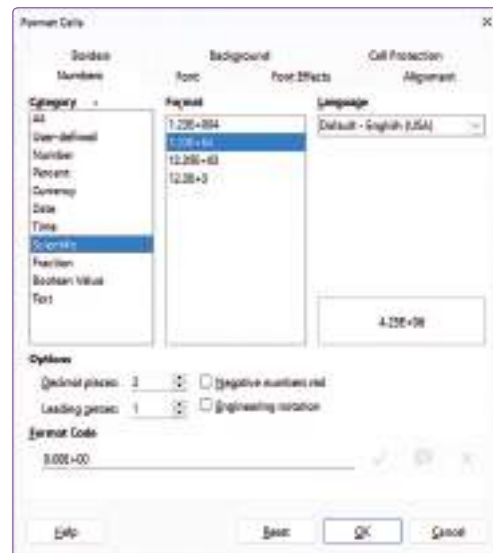 Format Cells
Borders Background Cell Protection
Numbers Font Font Effects Alignment
Category Format Language
All
User-defined
Number
Percent
Currency
Date
Time
Scientific
Fraction
Boolean Value
Text
1.23E+004
1.23E+04
12.35E+03
12.3E+3
Default - English (USA)
Options
Decimal places: 2 Negative numbers red
Leading zeroes: 1 Engineering notation
Format Code
0.00E+00
Help Reset OK Cancel